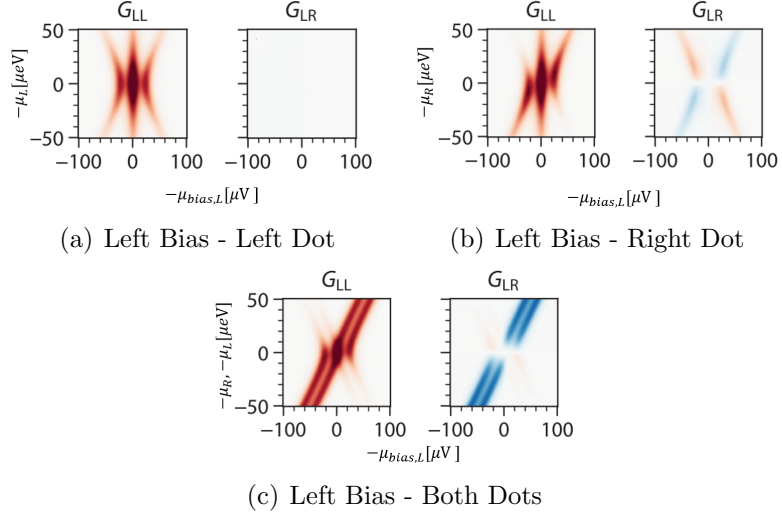 G_LL G_LR G_LL G_LR
50 50
−μ_L[μeV] 0 −μ_R[μeV] 0
−50 −50
−100 0 100 −100 0 100 −100 0 100 −100 0 100
−μ_bias,L[μV] −μ_bias,L[μV]
(a) Left Bias - Left Dot (b) Left Bias - Right Dot
G_LL G_LR
50
−μ_R, −μ_L[μeV] 0
−50
−100 0 100 −100 0 100
−μ_bias,L[μV]
(c) Left Bias - Both Dots